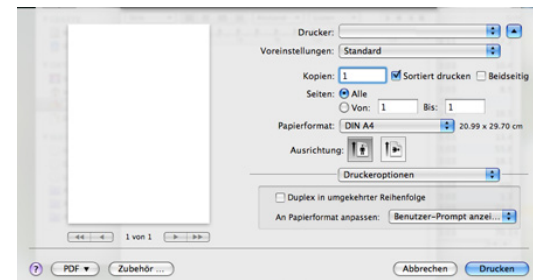 Drucker:
Voreinstellungen: Standard
Kopien: 1 Sortiert drucken Beidseitig
Seiten: Alle
Von: 1 Bis: 1
Papierformat: DIN A4 20.99 x 29.70 cm
Ausrichtung:
Druckeroptionen
Duplex in umgekehrter Reihenfolge
An Papierformat anpassen: Benutzer-Prompt anzei...
1 von 1
? PDF Zubehör ... Abbrechen Drucken